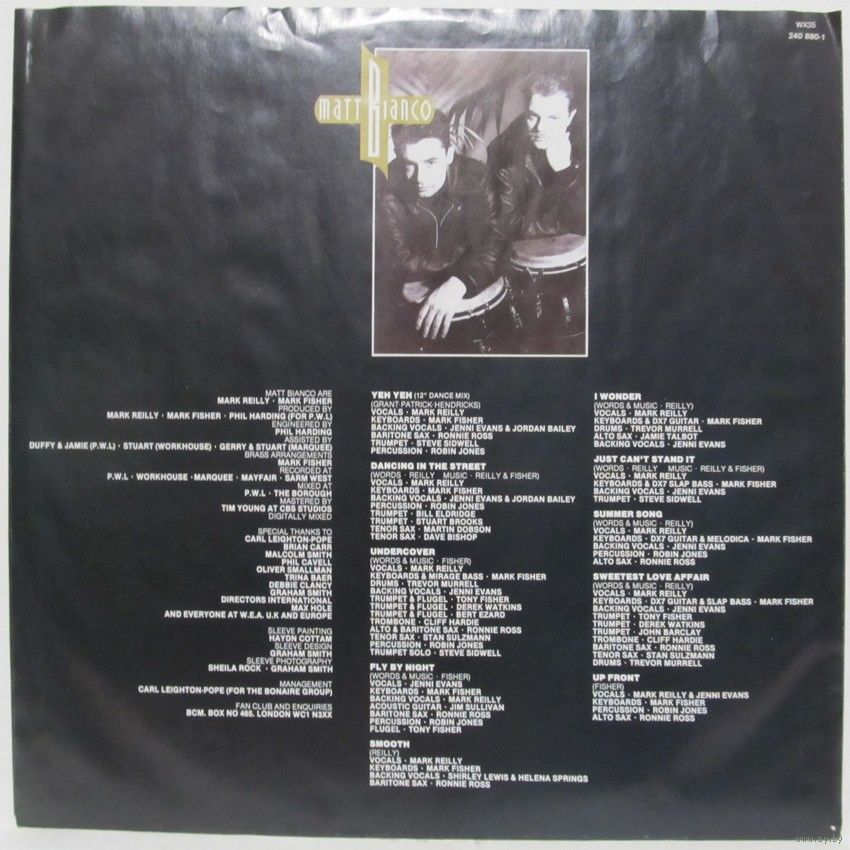 WX35
240 880-1
matt Bianco
MATT BIANCO ARE
MARK REILLY · MARK FISHER
PRODUCED BY
MARK REILLY · MARK FISHER · PHIL HARDING (FOR P.W.L)
ENGINEERED BY
PHIL HARDING
ASSISTED BY
DUFFY & JAMIE (P.W.L) · STUART (WORKHOUSE) · GERRY & STUART (MARQUEE)
BRASS ARRANGEMENTS
MARK FISHER
RECORDED AT
P.W.L · WORKHOUSE · MARQUEE · MAYFAIR · SARM WEST
MIXED AT
P.W.L · THE BOROUGH
MASTERED BY
TIM YOUNG AT CBS STUDIOS
DIGITALLY MIXED
SPECIAL THANKS TO
CARL LEIGHTON-POPE
BRIAN CARR
MALCOLM SMITH
PHIL CAVELL
OLIVER SMALLMAN
TRINA BAER
DEBBIE CLANCY
GRAHAM SMITH
DIRECTORS INTERNATIONAL
MAX HOLE
AND EVERYONE AT W.E.A. U.K AND EUROPE
SLEEVE PAINTING
HAYDN COTTAM
SLEEVE DESIGN
GRAHAM SMITH
SLEEVE PHOTOGRAPHY
SHEILA ROCK · GRAHAM SMITH
MANAGEMENT
CARL LEIGHTON-POPE (FOR THE BONAIRE GROUP)
FAN CLUB AND ENQUIRIES
BCM. BOX NO 465. LONDON WC1 N3XX
YEH YEH (12" DANCE MIX)
(GRANT·PATRICK·HENDRICKS)
VOCALS · MARK REILLY
KEYBOARDS · MARK FISHER
BACKING VOCALS · JENNI EVANS & JORDAN BAILEY
BARITONE SAX · RONNIE ROSS
TRUMPET · STEVE SIDWELL
PERCUSSION · ROBIN JONES
DANCING IN THE STREET
(WORDS · REILLY MUSIC · REILLY & FISHER)
VOCALS · MARK REILLY
KEYBOARDS · MARK FISHER
BACKING VOCALS · JENNI EVANS & JORDAN BAILEY
PERCUSSION · ROBIN JONES
TRUMPET · BILL ELDRIDGE
TRUMPET · STUART BROOKS
TENOR SAX · MARTIN DOBSON
TENOR SAX · DAVE BISHOP
UNDERCOVER
(WORDS & MUSIC · FISHER)
VOCALS · MARK REILLY
KEYBOARDS & MIRAGE BASS · MARK FISHER
DRUMS · TREVOR MURRELL
BACKING VOCALS · JENNI EVANS
TRUMPET & FLUGEL · TONY FISHER
TRUMPET & FLUGEL · DEREK WATKINS
TRUMPET & FLUGEL · BERT EZARD
TROMBONE · CLIFF HARDIE
ALTO & BARITONE SAX · RONNIE ROSS
TENOR SAX · STAN SULZMANN
PERCUSSION · ROBIN JONES
TRUMPET SOLO · STEVE SIDWELL
FLY BY NIGHT
(WORDS & MUSIC · FISHER)
VOCALS · JENNI EVANS
KEYBOARDS · MARK FISHER
BACKING VOCALS · MARK REILLY
ACOUSTIC GUITAR · JIM SULLIVAN
BARITONE SAX · RONNIE ROSS
PERCUSSION · ROBIN JONES
FLUGEL · TONY FISHER
SMOOTH
(REILLY)
VOCALS · MARK REILLY
KEYBOARDS · MARK FISHER
BACKING VOCALS · SHIRLEY LEWIS & HELENA SPRINGS
BARITONE SAX · RONNIE ROSS
I WONDER
(WORDS & MUSIC · REILLY)
VOCALS · MARK REILLY
KEYBOARDS & DX7 GUITAR · MARK FISHER
DRUMS · TREVOR MURRELL
ALTO SAX · JAMIE TALBOT
BACKING VOCALS · JENNI EVANS
JUST CAN'T STAND IT
(WORDS · REILLY MUSIC · REILLY & FISHER)
VOCALS · MARK REILLY
KEYBOARDS & DX7 SLAP BASS · MARK FISHER
BACKING VOCALS · JENNI EVANS
TRUMPET · STEVE SIDWELL
SUMMER SONG
(WORDS & MUSIC · REILLY)
VOCALS · MARK REILLY
KEYBOARDS · DX7 GUITAR & MELODICA · MARK FISHER
BACKING VOCALS · JENNI EVANS
PERCUSSION · ROBIN JONES
ALTO SAX · RONNIE ROSS
SWEETEST LOVE AFFAIR
(WORDS & MUSIC · REILLY)
VOCALS · MARK REILLY
KEYBOARDS · DX7 GUITAR & SLAP BASS · MARK FISHER
BACKING VOCALS · JENNI EVANS
TRUMPET · TONY FISHER
TRUMPET · DEREK WATKINS
TRUMPET · JOHN BARCLAY
TROMBONE · CLIFF HARDIE
BARITONE SAX · RONNIE ROSS
TENOR SAX · STAN SULZMANN
DRUMS · TREVOR MURRELL
UP FRONT
(FISHER)
VOCALS · MARK REILLY & JENNI EVANS
KEYBOARDS · MARK FISHER
PERCUSSION · ROBIN JONES
ALTO SAX · RONNIE ROSS